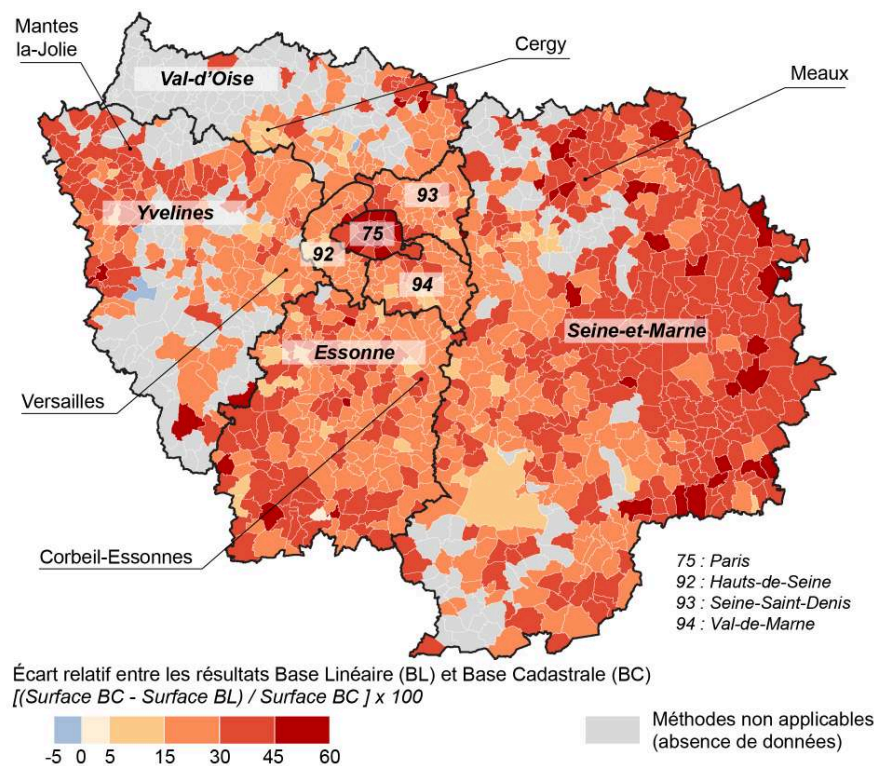 Mantes
la-Jolie
Cergy
Meaux
Val-d'Oise
Yvelines
93
75
92
94
Seine-et-Marne
Essonne
Versailles
Corbeil-Essonnes
75 : Paris
92 : Hauts-de-Seine
93 : Seine-Saint-Denis
94 : Val-de-Marne
Écart relatif entre les résultats Base Linéaire (BL) et Base Cadastrale (BC)
[(Surface BC - Surface BL) / Surface BC ] x 100
-5 0 5 15 30 45 60
Méthodes non applicables
(absence de données)